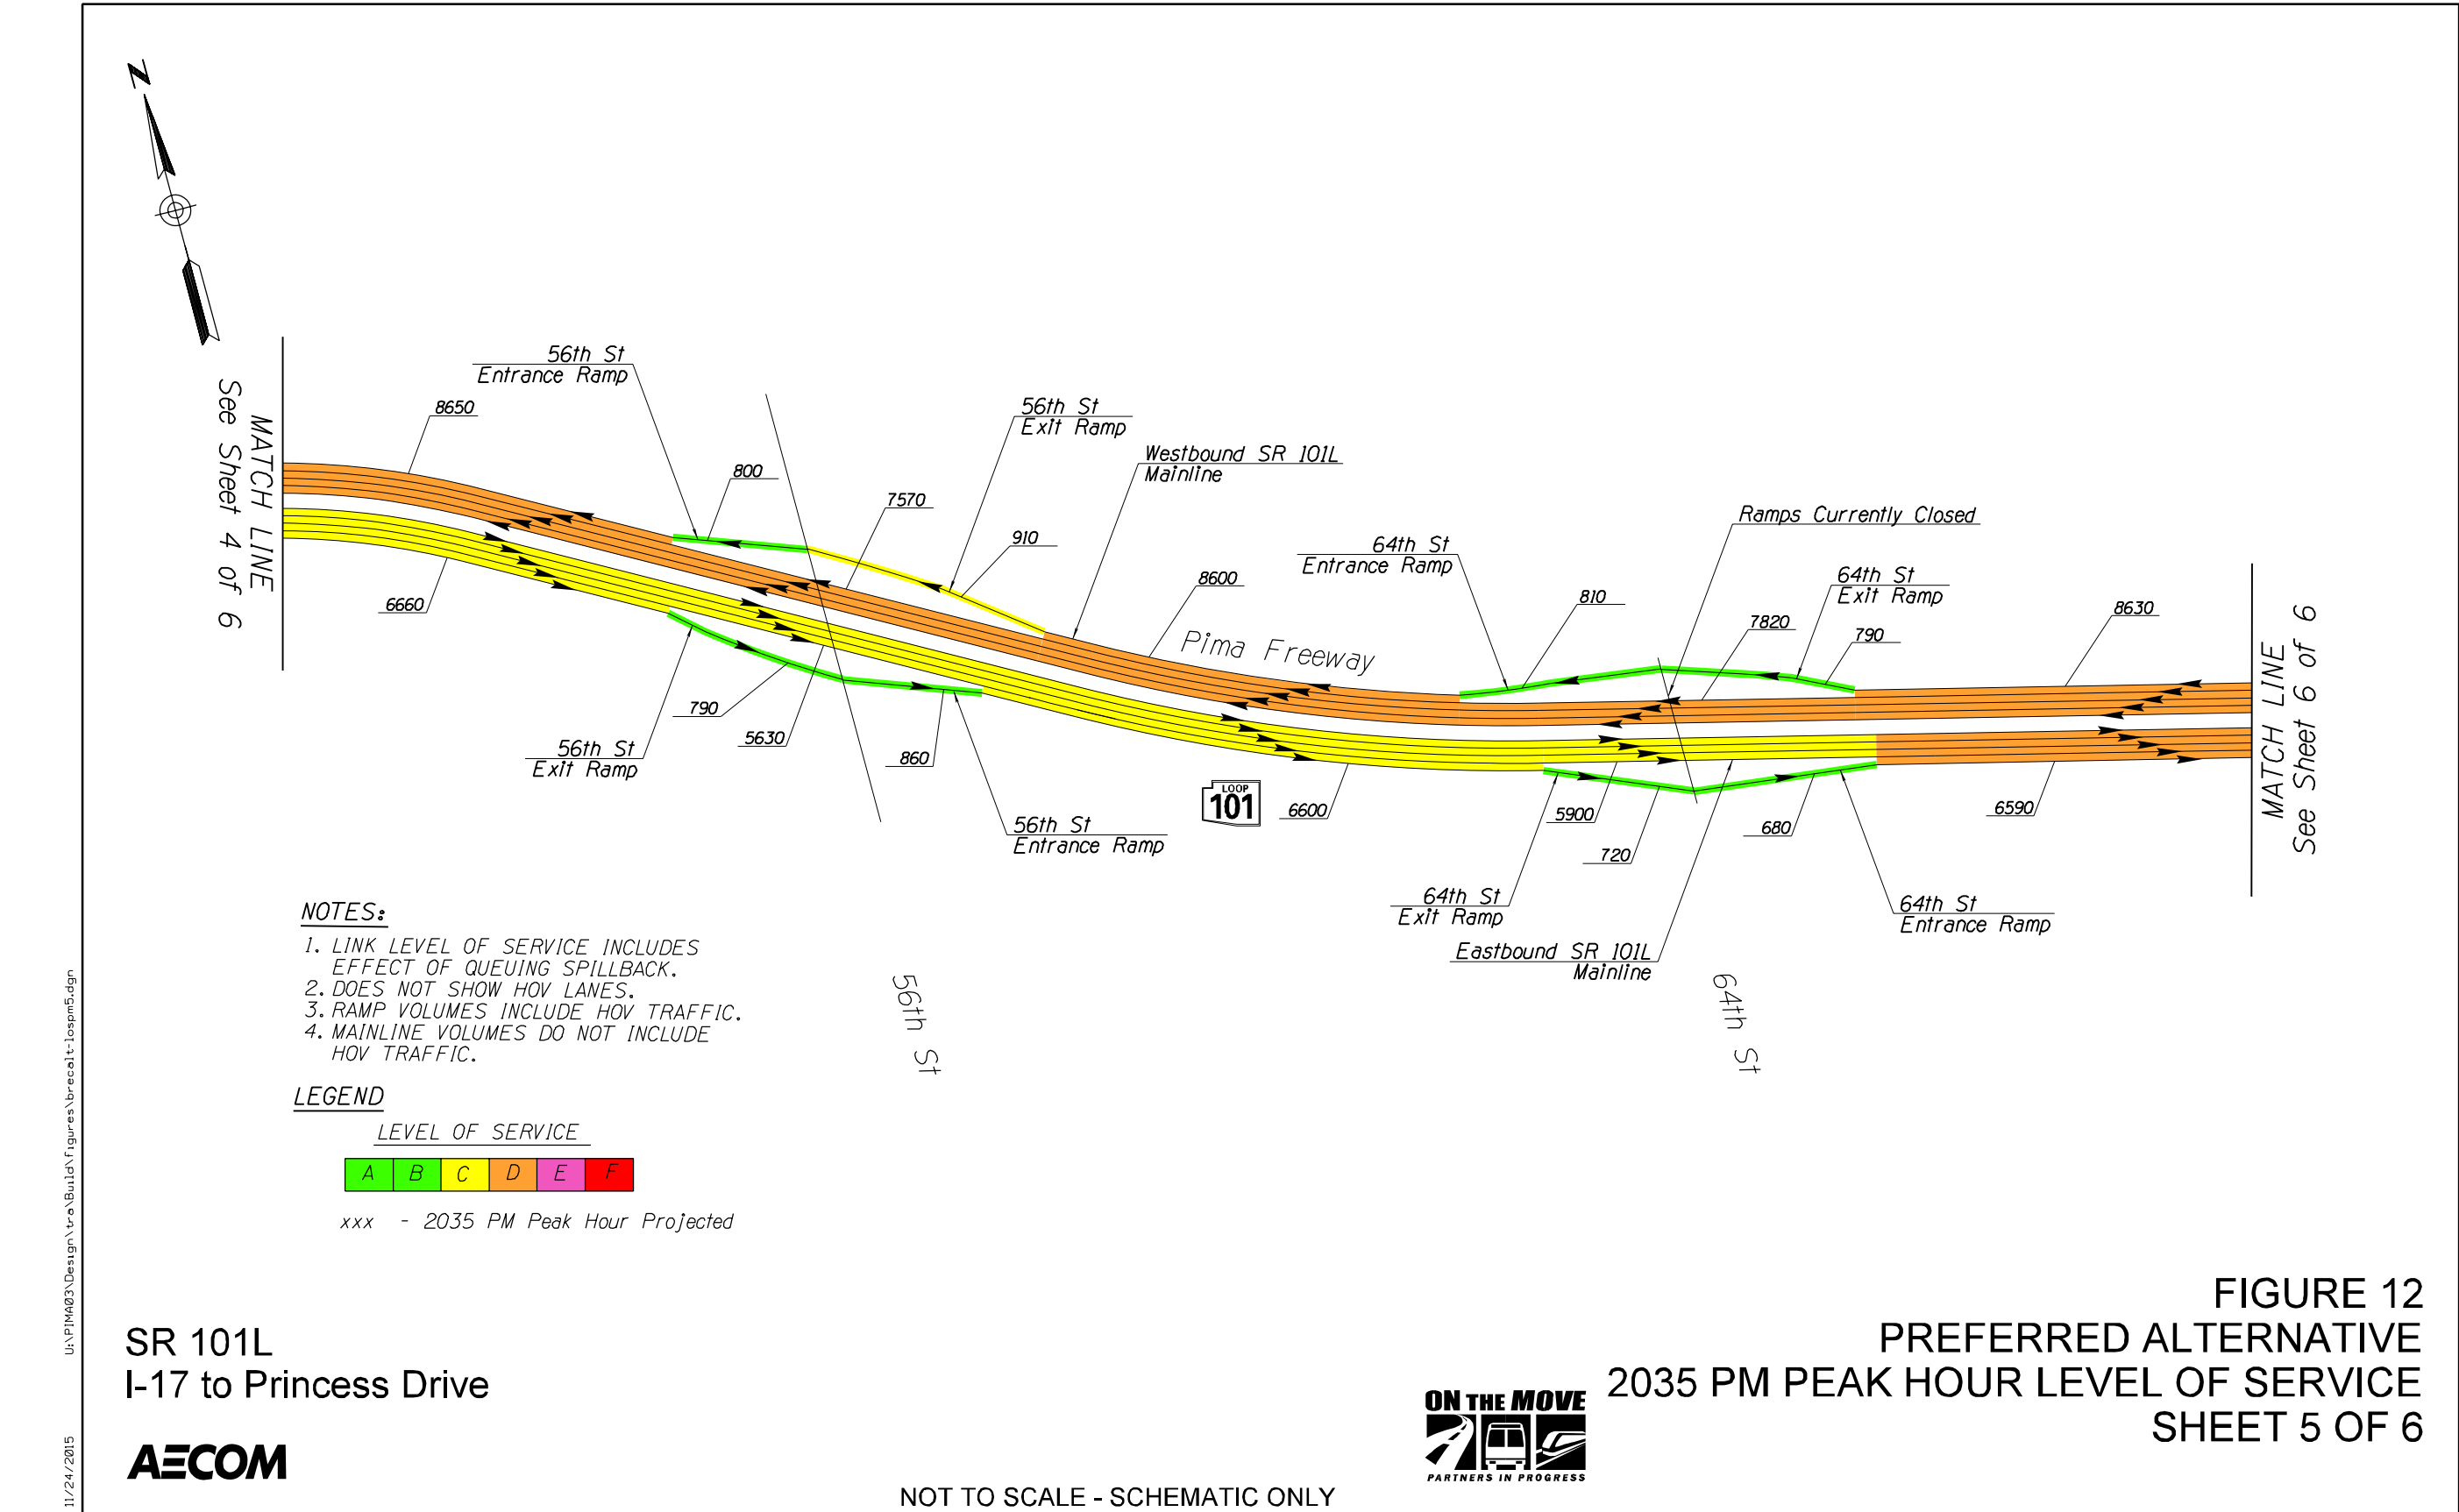 N
56th St
Entrance Ramp
8650
800
56th St
Exit Ramp
7570
910
Westbound SR 101L
Mainline
8600
64th St
Entrance Ramp
810
Ramps Currently Closed
7820
64th St
Exit Ramp
790
8630
MATCH LINE
See Sheet 4 of 6
MATCH LINE
See Sheet 6 of 6
Pima Freeway
6660
790
56th St
Exit Ramp
5630
860
56th St
Entrance Ramp
LOOP
101
6600
5900
720
680
6590
64th St
Exit Ramp
Eastbound SR 101L
Mainline
64th St
Entrance Ramp
56th St
64th St
NOTES:
1. LINK LEVEL OF SERVICE INCLUDES
EFFECT OF QUEUING SPILLBACK.
2. DOES NOT SHOW HOV LANES.
3. RAMP VOLUMES INCLUDE HOV TRAFFIC.
4. MAINLINE VOLUMES DO NOT INCLUDE
HOV TRAFFIC.
LEGEND
LEVEL OF SERVICE
A B C D E F
xxx - 2035 PM Peak Hour Projected
U:\PIMA03\Design\tra\Build\figures\brecalt-lospm5.dgn
11/24/2015
SR 101L
I-17 to Princess Drive
AECOM
ON THE MOVE
PARTNERS IN PROGRESS
NOT TO SCALE - SCHEMATIC ONLY
FIGURE 12
PREFERRED ALTERNATIVE
2035 PM PEAK HOUR LEVEL OF SERVICE
SHEET 5 OF 6